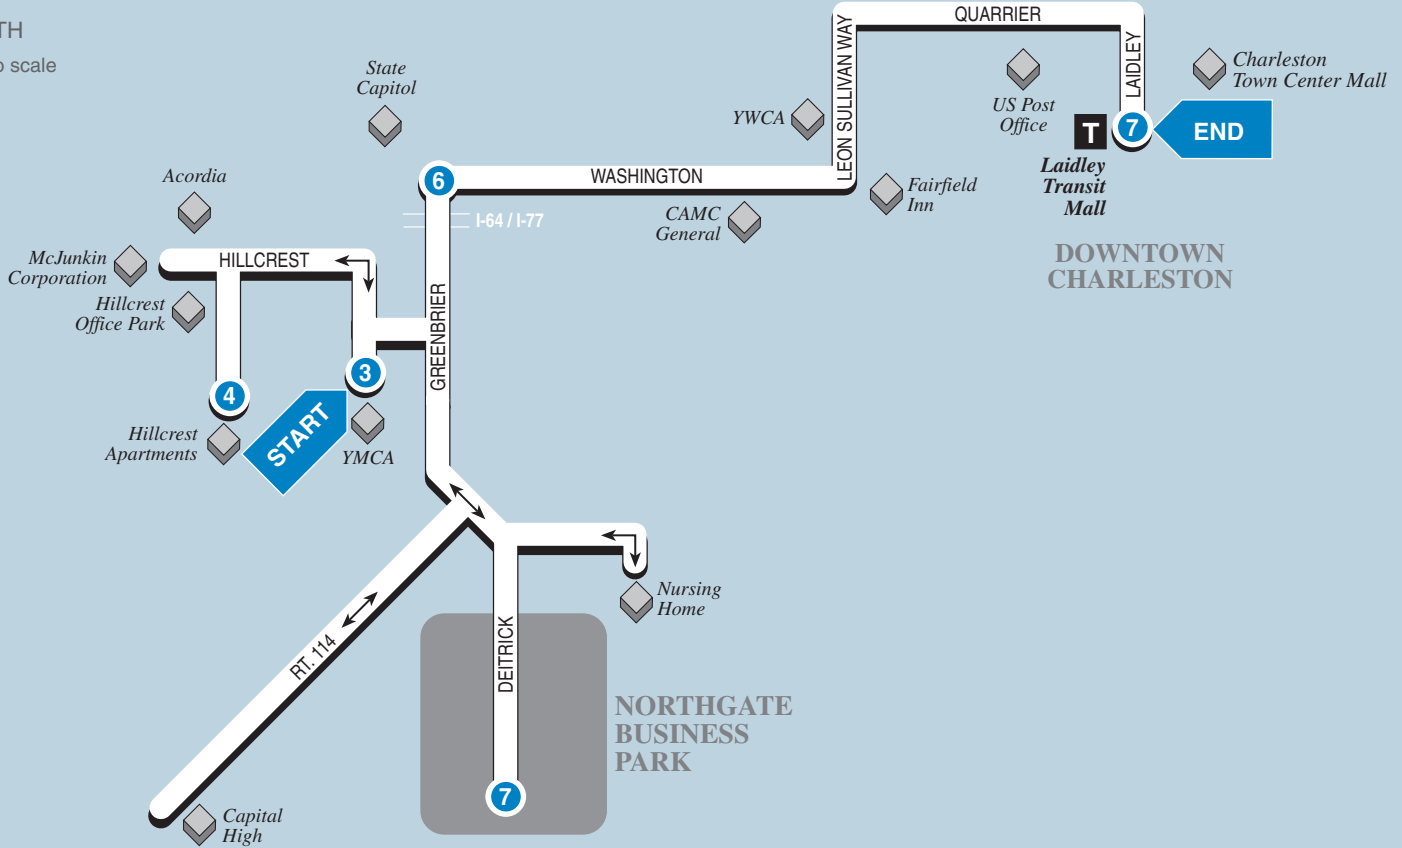 QUARRIER
LEON SULLIVAN WAY
LAIDLEY
State
Capitol
Charleston
Town Center Mall
US Post
Office
YWCA
T
7
END
Laidley
Transit
Mall
6
WASHINGTON
Acordia
Fairfield
Inn
CAMC
General
I-64 / I-77
DOWNTOWN
CHARLESTON
McJunkin
Corporation
HILLCREST
Hillcrest
Office Park
GREENBRIER
3
4
START
Hillcrest
Apartments
YMCA
Nursing
Home
RT. 114
DEITRICK
NORTHGATE
BUSINESS
PARK
7
Capital
High
TH
scale